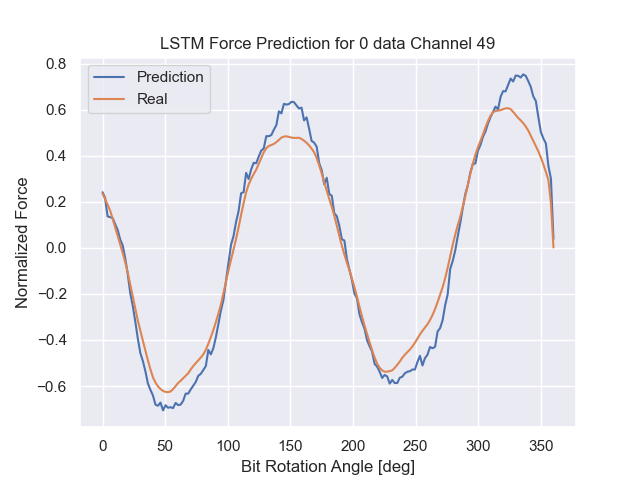 LSTM Force Prediction for 0 data Channel 49
Prediction
Real
Normalized Force
0.8
0.6
0.4
0.2
0.0
−0.2
−0.4
−0.6
0 50 100 150 200 250 300 350
Bit Rotation Angle [deg]